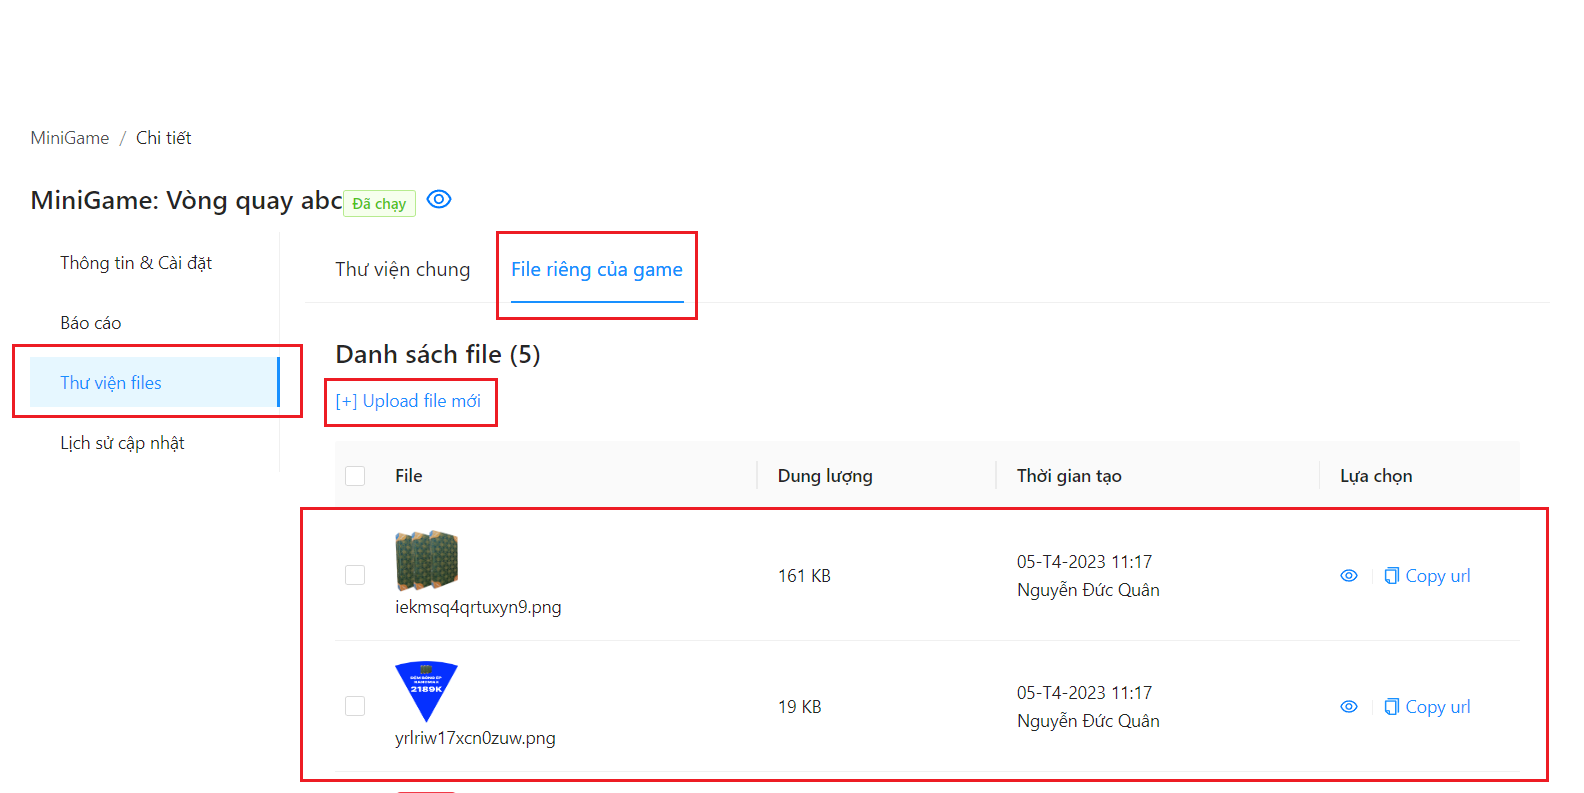 MiniGame / Chi tiết
MiniGame: Vòng quay abc Đã chạy
Thông tin & Cài đặt
Báo cáo
Thư viện files
Lịch sử cập nhật
Thư viện chung File riêng của game
Danh sách file (5)
[+] Upload file mới
File Dung lượng Thời gian tạo Lựa chọn
iekmsq4qrtuxyn9.png
161 KB
05-T4-2023 11:17
Nguyễn Đức Quân
Copy url
2189K
yrlriw17xcn0zuw.png
19 KB
05-T4-2023 11:17
Nguyễn Đức Quân
Copy url